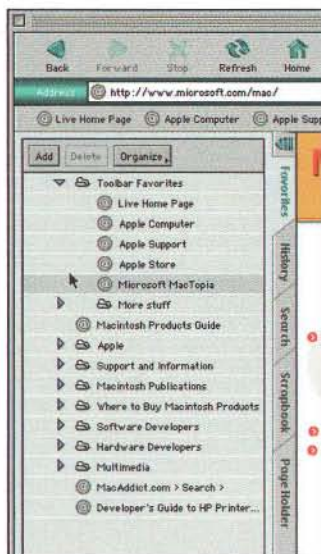 Back Forward Stop Refresh Home
Address http://www.microsoft.com/mac/
Live Home Page Apple Computer Apple Supp
Add Delete Organize
Toolbar Favorites
Live Home Page
Apple Computer
Apple Support
Apple Store
Microsoft MacTopia
More stuff
Macintosh Products Guide
Apple
Support and Information
Macintosh Publications
Where to Buy Macintosh Products
Software Developers
Hardware Developers
Multimedia
MacAddict.com > Search >
Developer's Guide to HP Printer...
Favorites
History
Search
Scrapbook
Page Holder